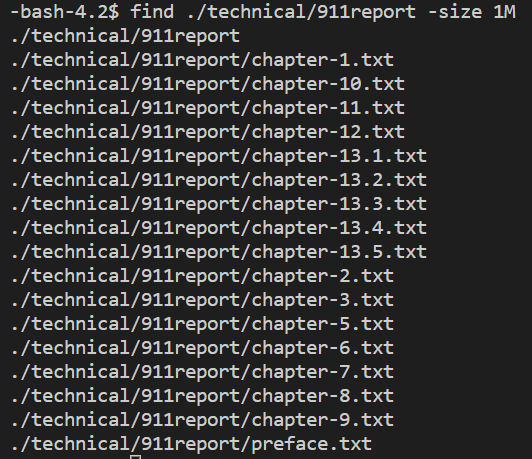 -bash-4.2$ find ./technical/911report -size 1M
./technical/911report
./technical/911report/chapter-1.txt
./technical/911report/chapter-10.txt
./technical/911report/chapter-11.txt
./technical/911report/chapter-12.txt
./technical/911report/chapter-13.1.txt
./technical/911report/chapter-13.2.txt
./technical/911report/chapter-13.3.txt
./technical/911report/chapter-13.4.txt
./technical/911report/chapter-13.5.txt
./technical/911report/chapter-2.txt
./technical/911report/chapter-3.txt
./technical/911report/chapter-5.txt
./technical/911report/chapter-6.txt
./technical/911report/chapter-7.txt
./technical/911report/chapter-8.txt
./technical/911report/chapter-9.txt
./technical/911report/preface.txt